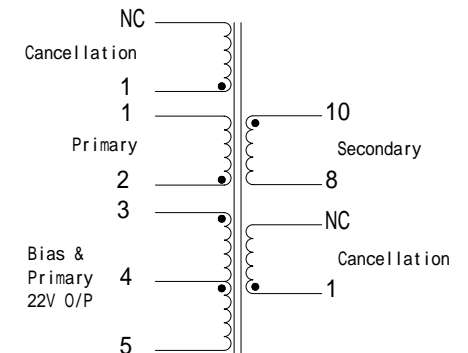 NC
Cancellation
1
1
Primary
2
3
Bias &
Primary
22V O/P
4
5
10
Secondary
8
NC
Cancellation
1